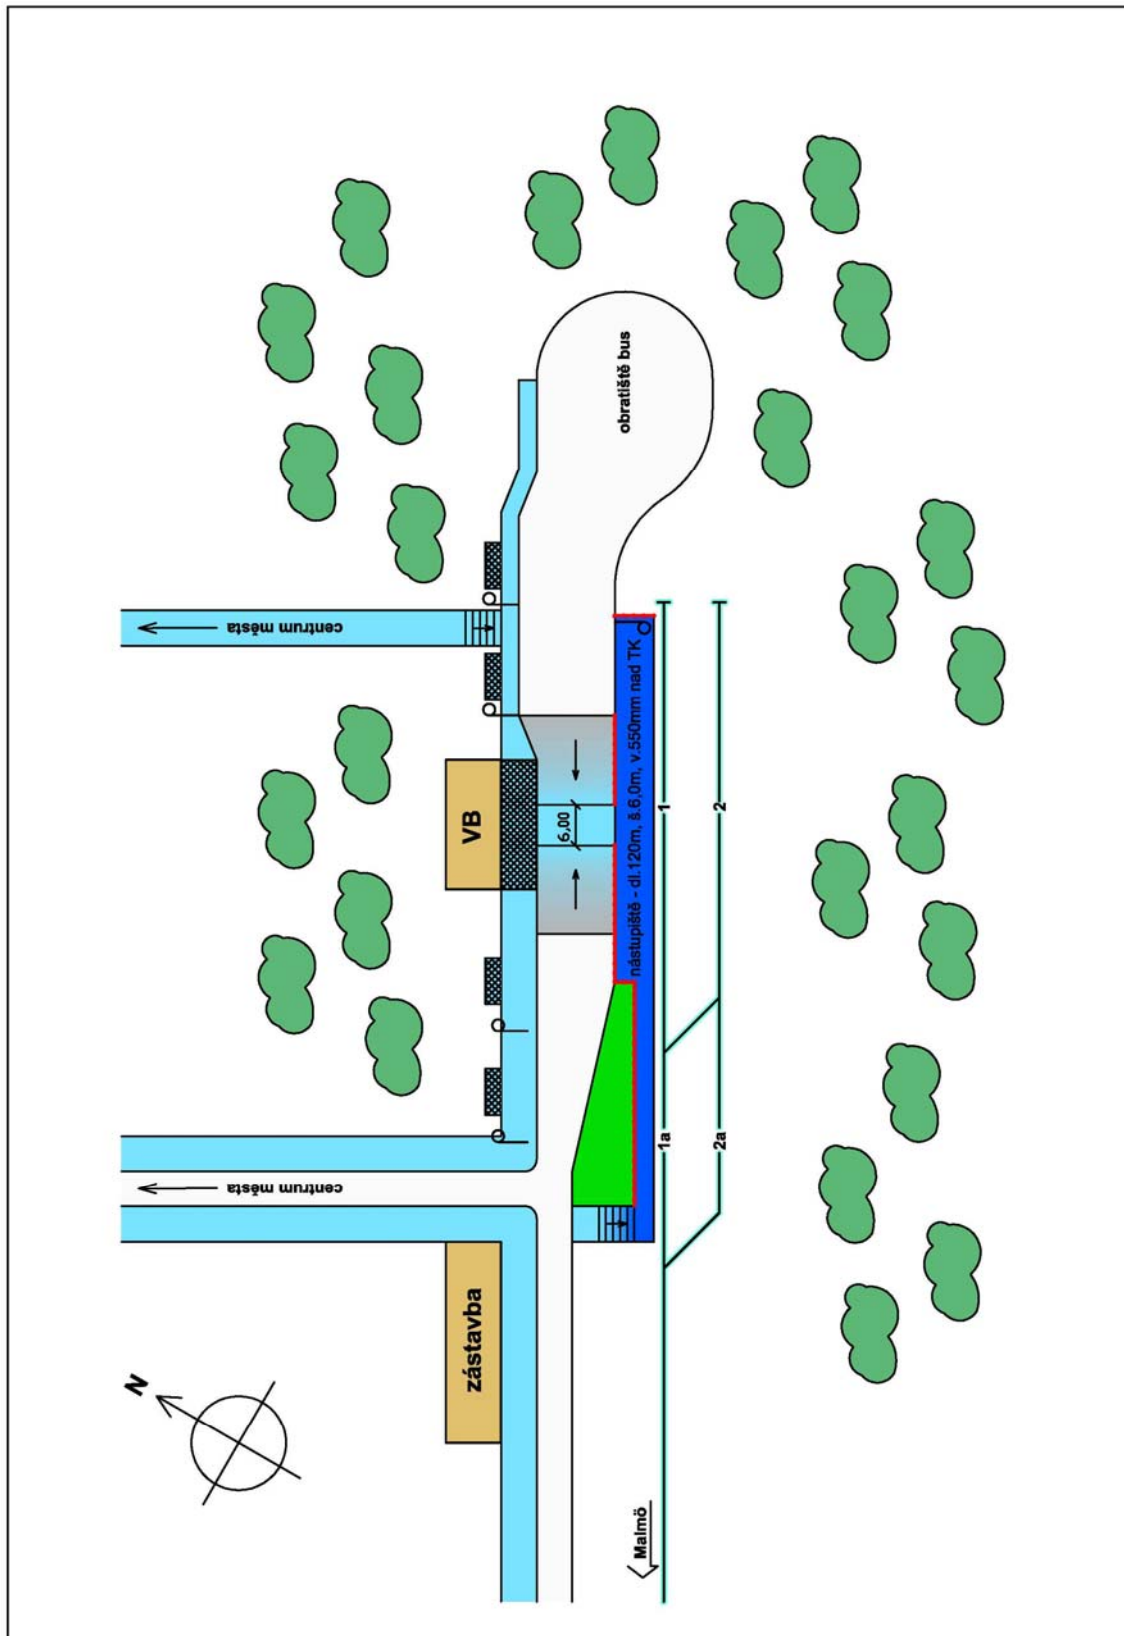 obratiště bus
centrum města
VB
6,00
nástupiště - dl.120m, š.6,0m, v.550mm nad TK
1
2
1a
2a
centrum města
zástavba
N
Malmö